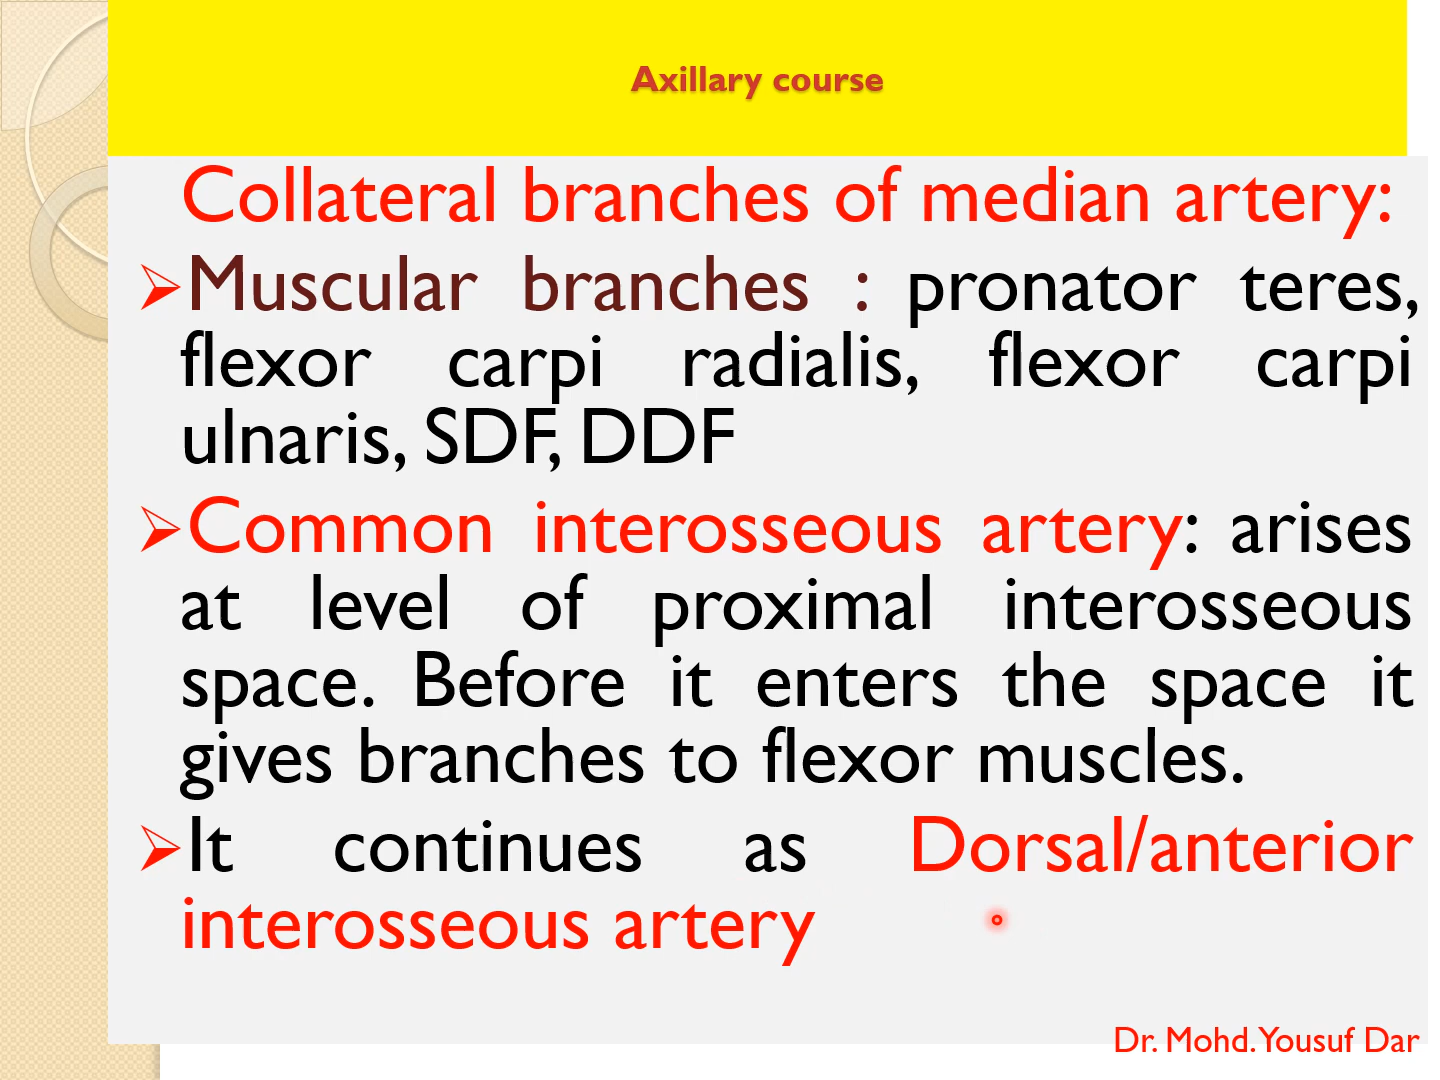 Axillary course
Collateral branches of median artery:
Muscular branches : pronator teres,
flexor carpi radialis, flexor carpi
ulnaris, SDF, DDF
Common interosseous artery: arises
at level of proximal interosseous
space. Before it enters the space it
gives branches to flexor muscles.
It continues as Dorsal/anterior
interosseous artery
Dr. Mohd. Yousuf Dar